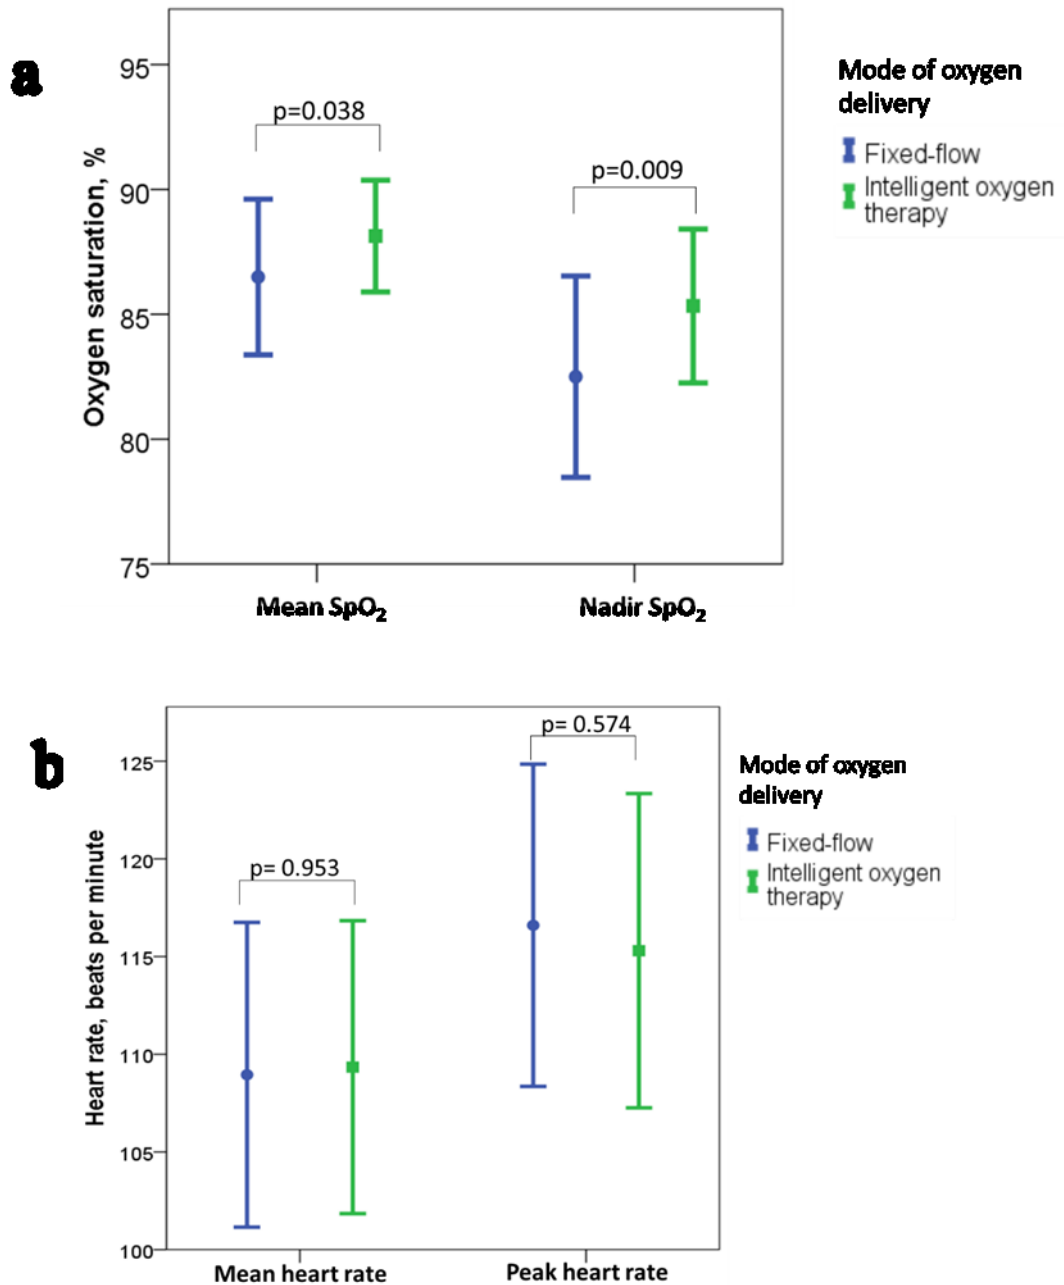 a
95
90
85
80
75
Oxygen saturation, %
p=0.038
p=0.009
Mean SpO₂
Nadir SpO₂
Mode of oxygen
delivery
Fixed-flow
Intelligent oxygen
therapy
b
125
120
115
110
105
100
Heart rate, beats per minute
p= 0.953
p= 0.574
Mean heart rate
Peak heart rate
Mode of oxygen
delivery
Fixed-flow
Intelligent oxygen
therapy